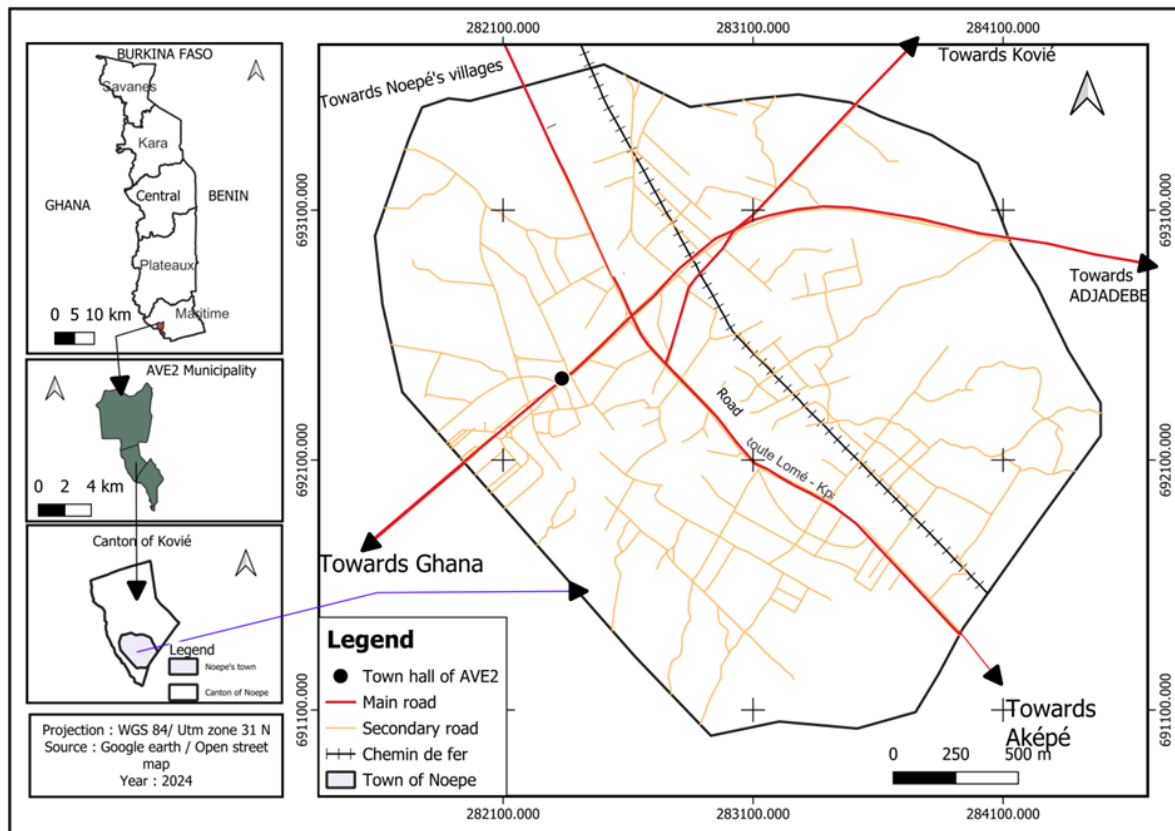 BURKINA FASO
Savanes
Kara
Central
GHANA
BENIN
Plateaux
Maritime
0 5 10 km
AVE2 Municipality
0 2 4 km
Canton of Kovié
Legend
Noepe's town
Canton of Noepe
Projection : WGS 84/ Utm zone 31 N
Source : Google earth / Open street
map
Year : 2024
282100.000 283100.000 284100.000
Towards Noepé's villages
Towards Kovié
693100.000
693100.000
Towards
ADJADEBE
Road
oute Lomé - Kp
692100.000
692100.000
Towards Ghana
Legend
Town hall of AVE2
Main road
Secondary road
Chemin de fer
Town of Noepe
691100.000
691100.000
Towards
Aképé
0 250 500 m
282100.000 283100.000 284100.000